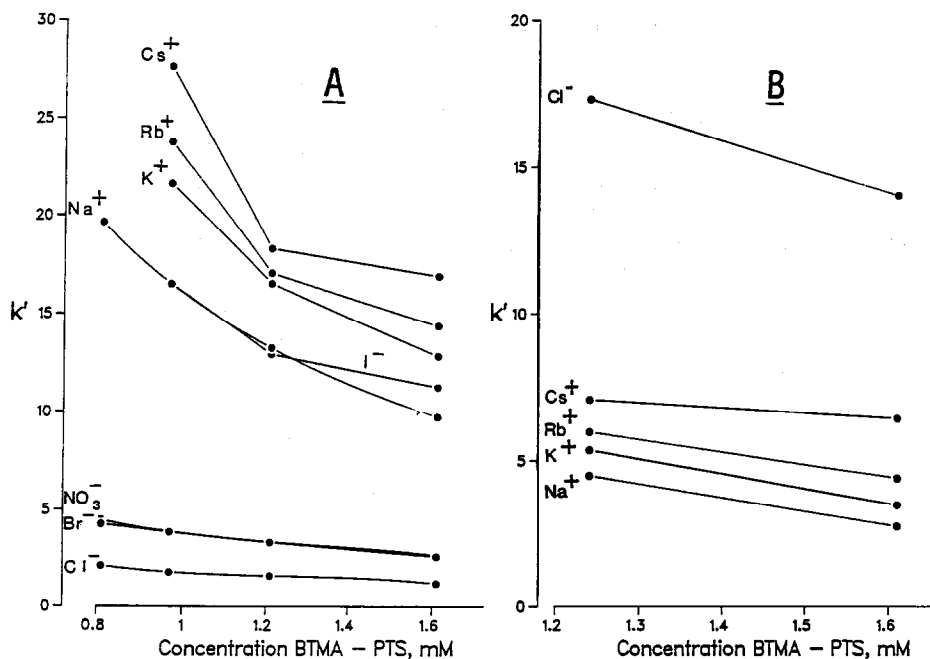 A
30
25
20
15
10
5
0
k'
Cs+
Rb+
K+
Na+
I-
NO3-
Br-
Cl-
0.8
1.0
1.2
1.4
1.6
Concentration BTMA – PTS, mM
B
20
15
10
5
0
k'
Cl-
Cs+
Rb+
K+
Na+
1.2
1.3
1.4
1.5
1.6
Concentration BTMA – PTS, mM